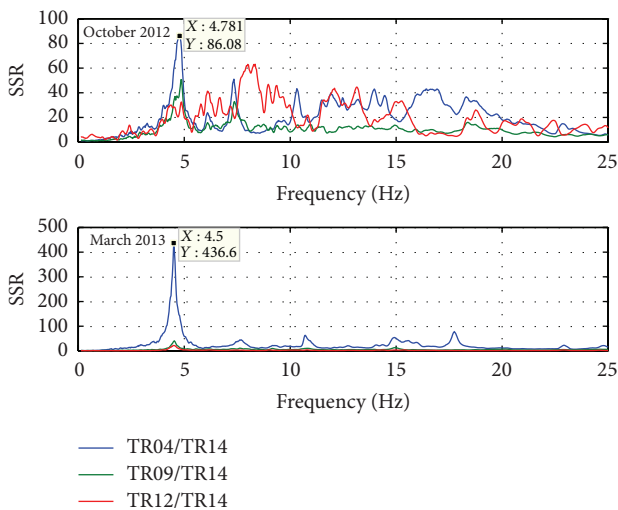 October 2012
X : 4.781
Y : 86.08
SSR
100
80
60
40
20
0
0 5 10 15 20 25
Frequency (Hz)
March 2013
X : 4.5
Y : 436.6
SSR
500
400
300
200
100
0
0 5 10 15 20 25
Frequency (Hz)
TR04/TR14
TR09/TR14
TR12/TR14